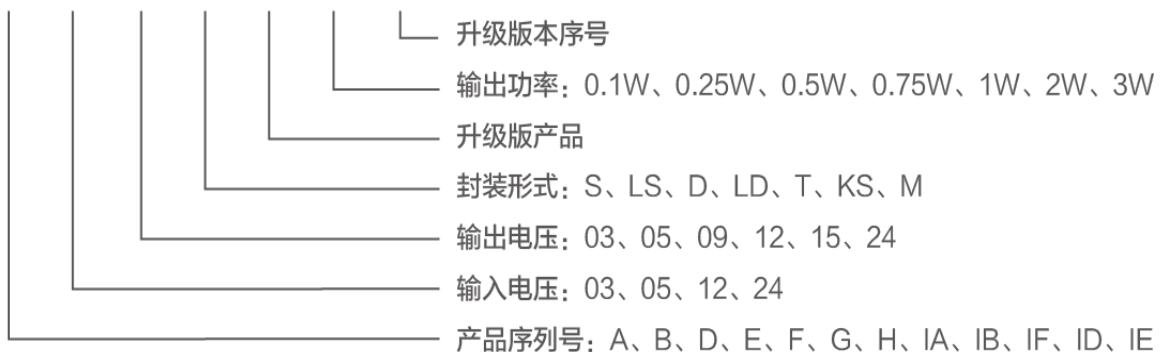 升级版本序号
输出功率：0.1W、0.25W、0.5W、0.75W、1W、2W、3W
升级版产品
封装形式：S、LS、D、LD、T、KS、M
输出电压：03、05、09、12、15、24
输入电压：03、05、12、24
产品序列号：A、B、D、E、F、G、H、IA、IB、IF、ID、IE